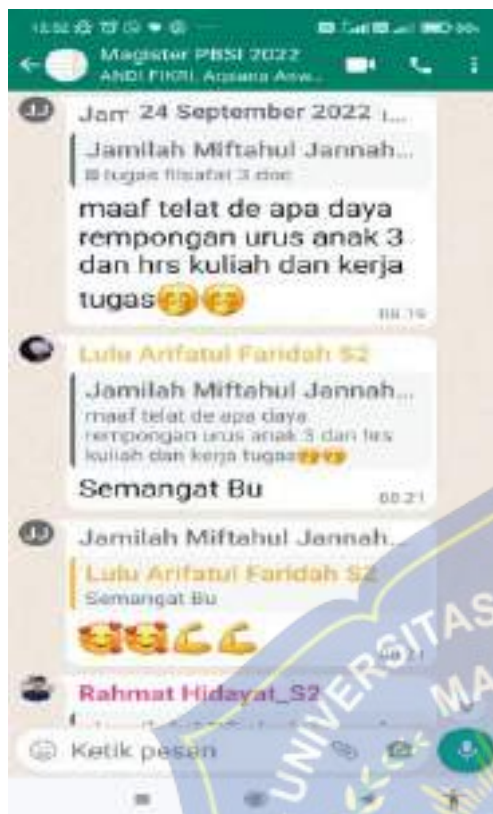 Magister PBSI 2022
ANDI FIKRI,
24 September 2022
Jamilah Miftahul Jannah...
tugas filsafat 3 doc
maaf telat de apa daya
rempongan urus anak 3
dan hrs kuliah dan kerja
tugas🤭🤭
08.19
Lulu Arifatul Faridah S2
Jamilah Miftahul Jannah...
maaf telat de apa daya
rempongan urus anak 3 dan hrs
kuliah dan kerja tugas🤭🤭
Semangat Bu
08.21
Jamilah Miftahul Jannah...
Lulu Arifatul Faridah S2
Semangat Bu
🥰🥰💪💪
08.21
Rahmat Hidayat_S2
Ketik pesan